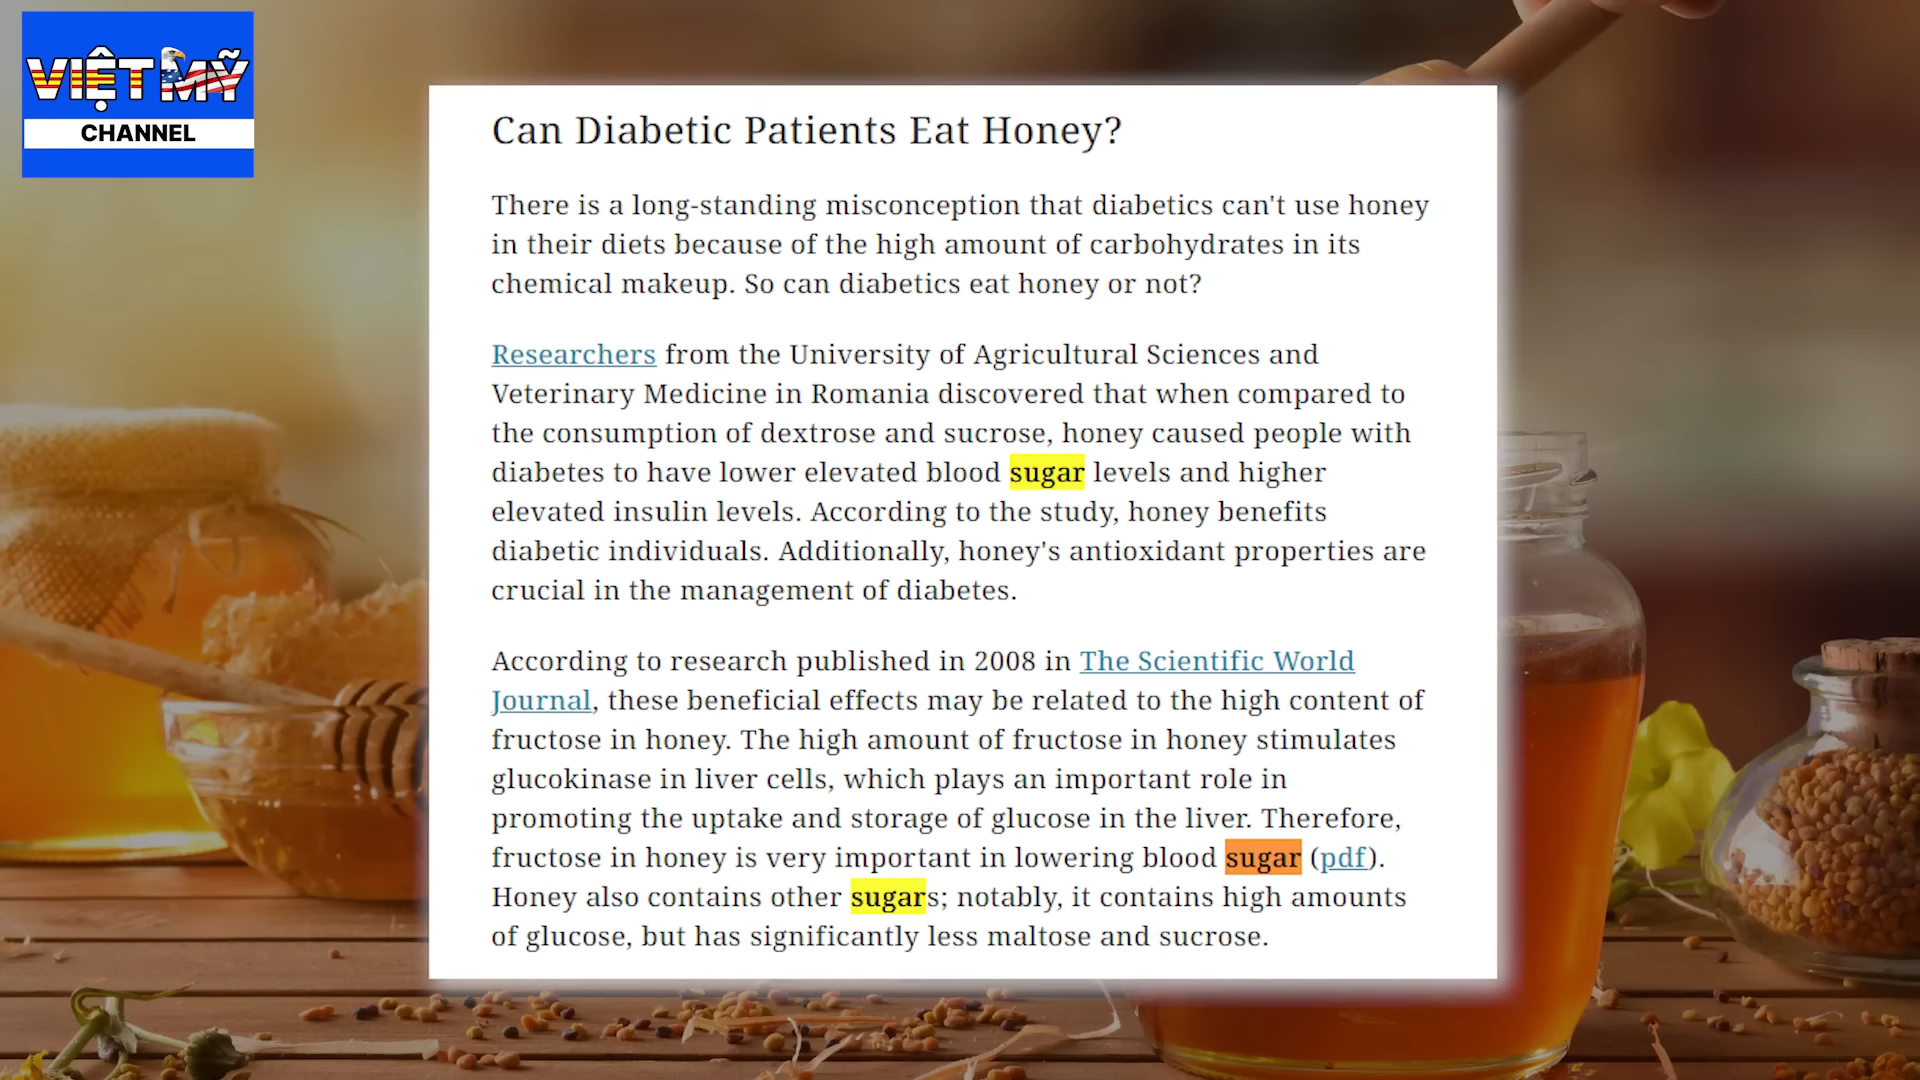 VIỆT MỸ
CHANNEL
Can Diabetic Patients Eat Honey?
There is a long-standing misconception that diabetics can't use honey
in their diets because of the high amount of carbohydrates in its
chemical makeup. So can diabetics eat honey or not?
Researchers from the University of Agricultural Sciences and
Veterinary Medicine in Romania discovered that when compared to
the consumption of dextrose and sucrose, honey caused people with
diabetes to have lower elevated blood sugar levels and higher
elevated insulin levels. According to the study, honey benefits
diabetic individuals. Additionally, honey's antioxidant properties are
crucial in the management of diabetes.
According to research published in 2008 in The Scientific World
Journal, these beneficial effects may be related to the high content of
fructose in honey. The high amount of fructose in honey stimulates
glucokinase in liver cells, which plays an important role in
promoting the uptake and storage of glucose in the liver. Therefore,
fructose in honey is very important in lowering blood sugar (pdf).
Honey also contains other sugars; notably, it contains high amounts
of glucose, but has significantly less maltose and sucrose.